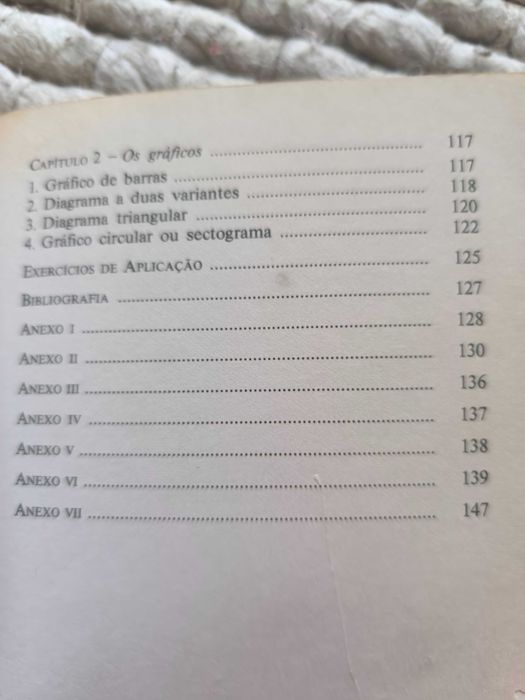 CAPÍTULO 2 – Os gráficos ........................................ 117
1. Gráfico de barras ........................................ 117
2. Diagrama a duas variantes ........................................ 118
3. Diagrama triangular ........................................ 120
4. Gráfico circular ou sectograma ........................................ 122
EXERCÍCIOS DE APLICAÇÃO ........................................ 125
BIBLIOGRAFIA ........................................ 127
ANEXO I ........................................ 128
ANEXO II ........................................ 130
ANEXO III ........................................ 136
ANEXO IV ........................................ 137
ANEXO V ........................................ 138
ANEXO VI ........................................ 139
ANEXO VII ........................................ 147